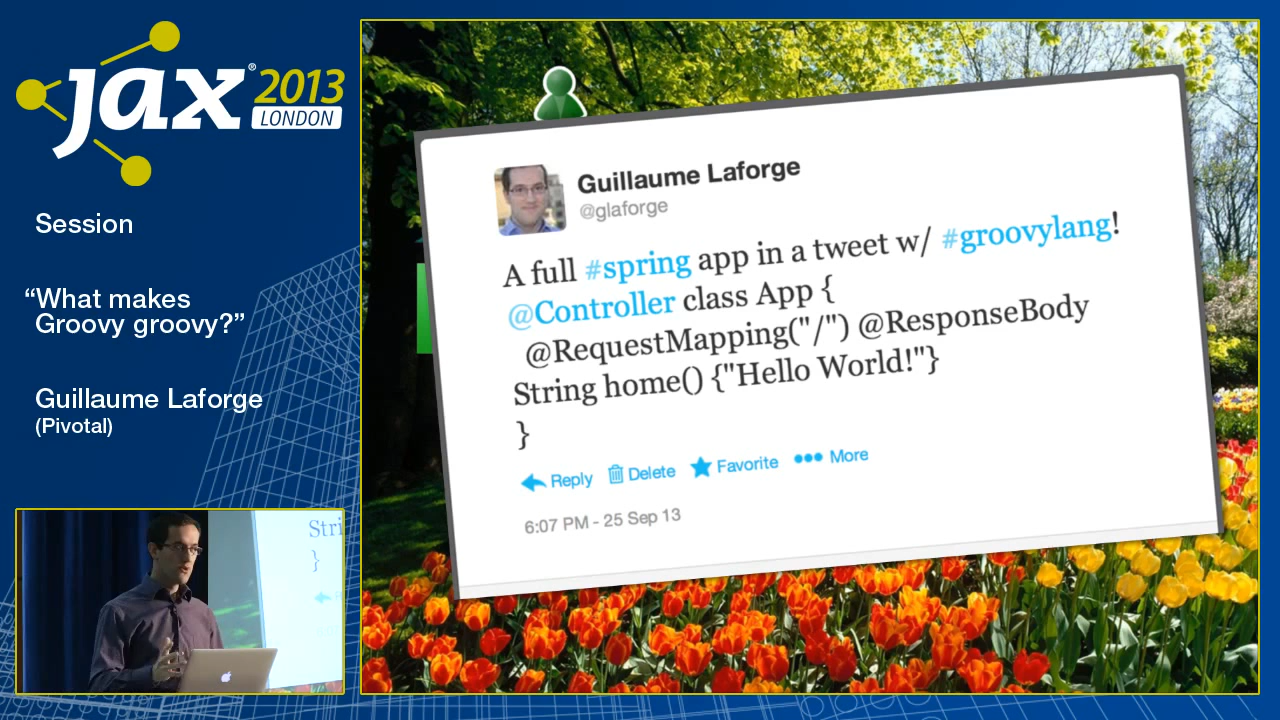 jax® 2013
LONDON
Session
“What makes
Groovy groovy?”
Guillaume Laforge
(Pivotal)
Guillaume Laforge
@glaforge
A full #spring app in a tweet w/ #groovylang!
@Controller class App {
@RequestMapping("/") @ResponseBody
String home() {"Hello World!"}
}
Reply Delete Favorite More
6:07 PM - 25 Sep 13
Stri
}